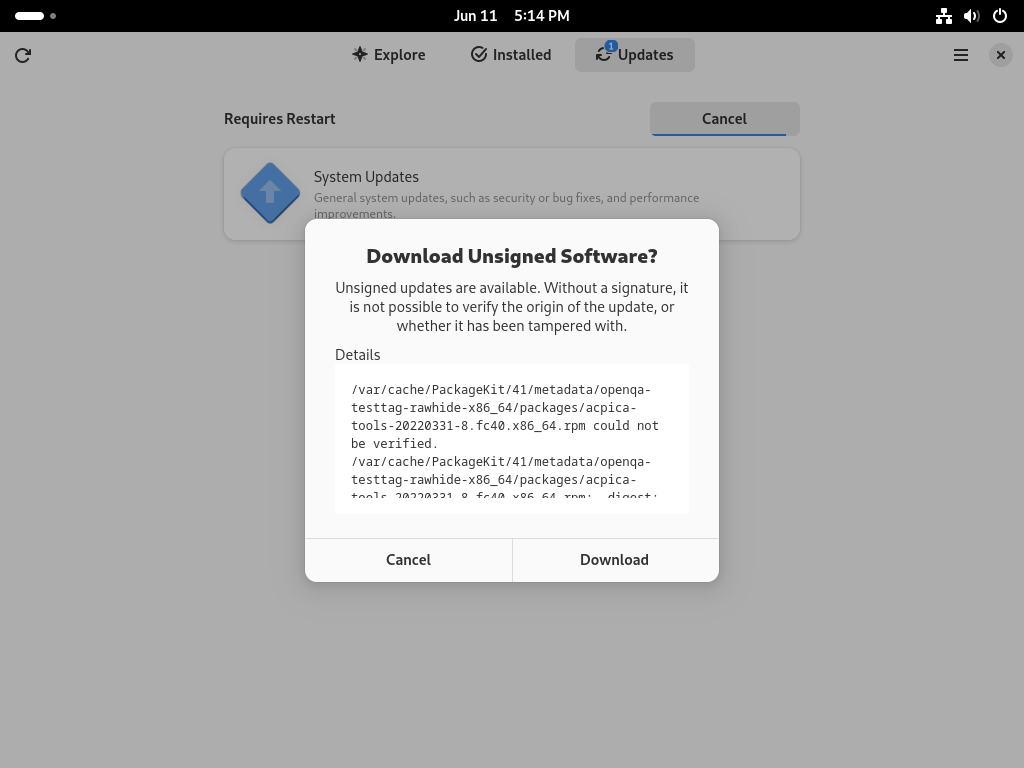 Jun 11 5:14 PM
Explore Installed 1 Updates
Requires Restart Cancel
System Updates
General system updates, such as security or bug fixes, and performance
improvements.
Download Unsigned Software?
Unsigned updates are available. Without a signature, it
is not possible to verify the origin of the update, or
whether it has been tampered with.
Details
/var/cache/PackageKit/41/metadata/openqa-
testtag-rawhide-x86_64/packages/acpica-
tools-20220331-8.fc40.x86_64.rpm could not
be verified.
/var/cache/PackageKit/41/metadata/openqa-
testtag-rawhide-x86_64/packages/acpica-
tools-20220331-8.fc40.x86_64.rpm: digest:
Cancel Download